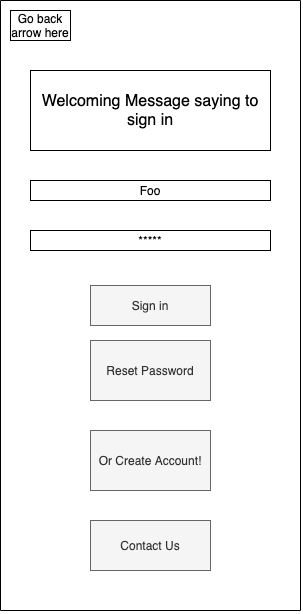 Go back
arrow here
Welcoming Message saying to
sign in
Foo
*****
Sign in
Reset Password
Or Create Account!
Contact Us